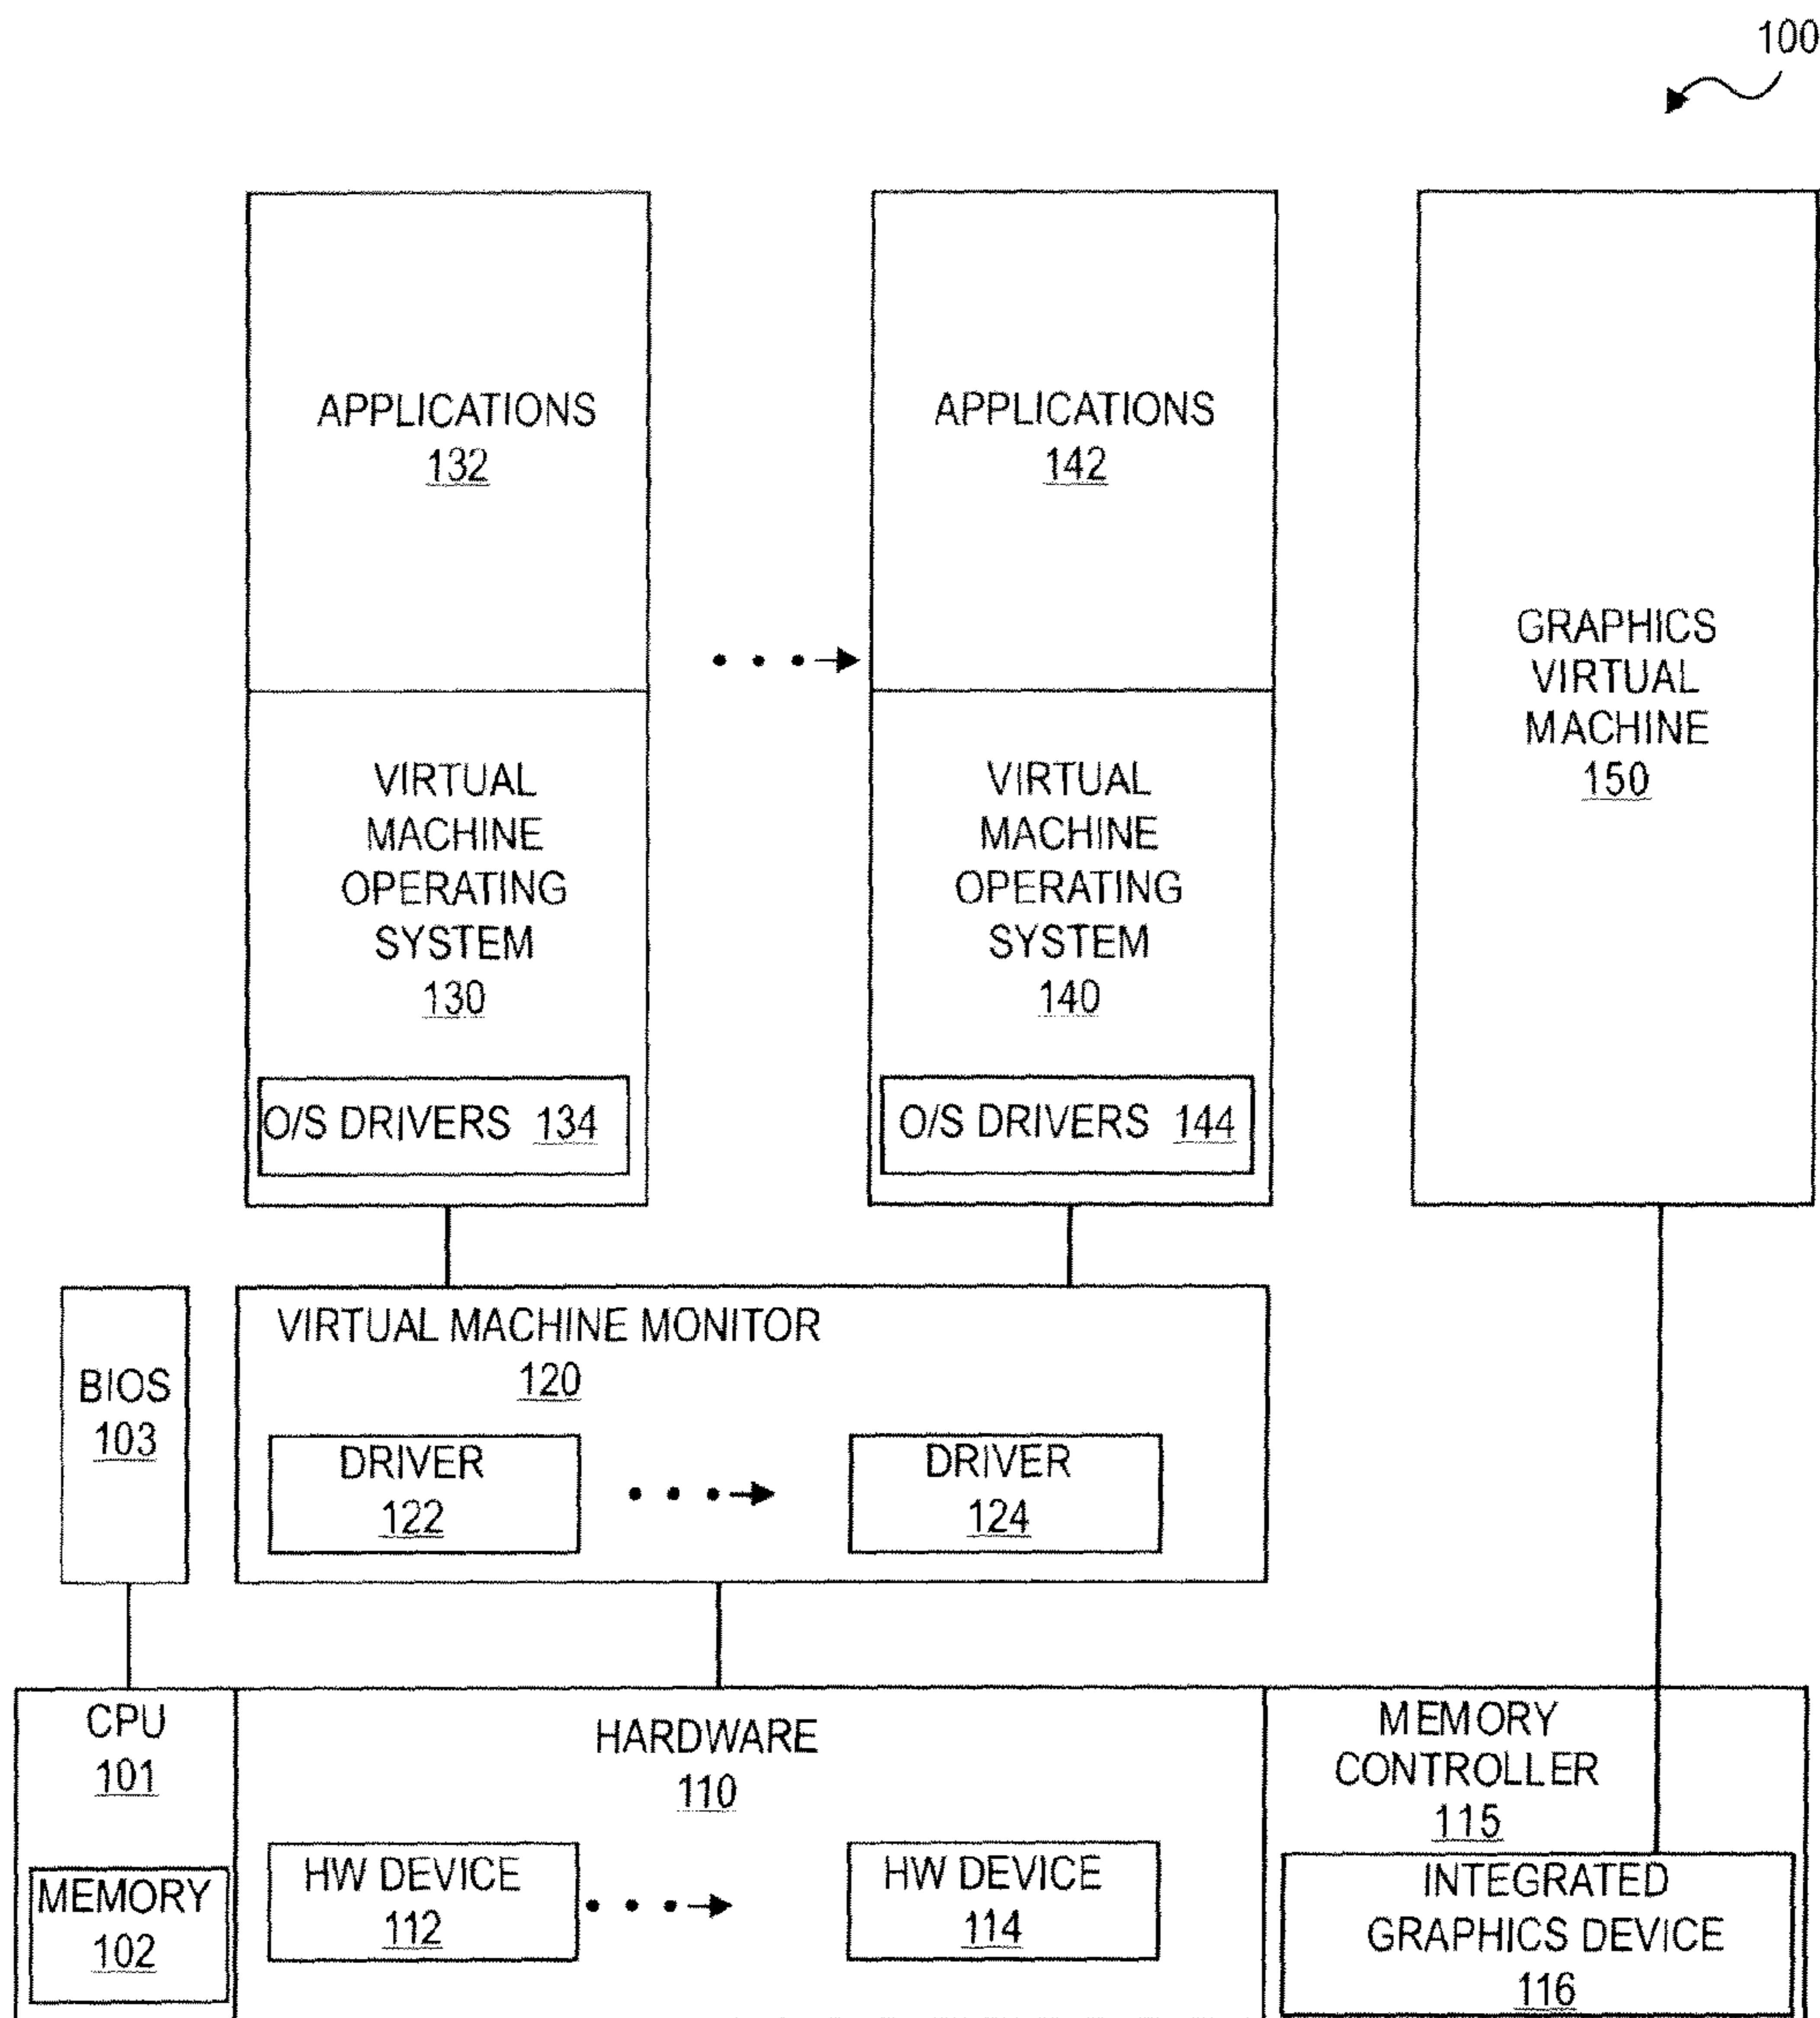 100
APPLICATIONS
132
APPLICATIONS
142
GRAPHICS
VIRTUAL
MACHINE
150
VIRTUAL
MACHINE
OPERATING
SYSTEM
130
VIRTUAL
MACHINE
OPERATING
SYSTEM
140
O/S DRIVERS 134
O/S DRIVERS 144
BIOS
103
VIRTUAL MACHINE MONITOR
120
DRIVER
122
DRIVER
124
CPU
101
MEMORY
102
HARDWARE
110
HW DEVICE
112
HW DEVICE
114
MEMORY
CONTROLLER
115
INTEGRATED
GRAPHICS DEVICE
116